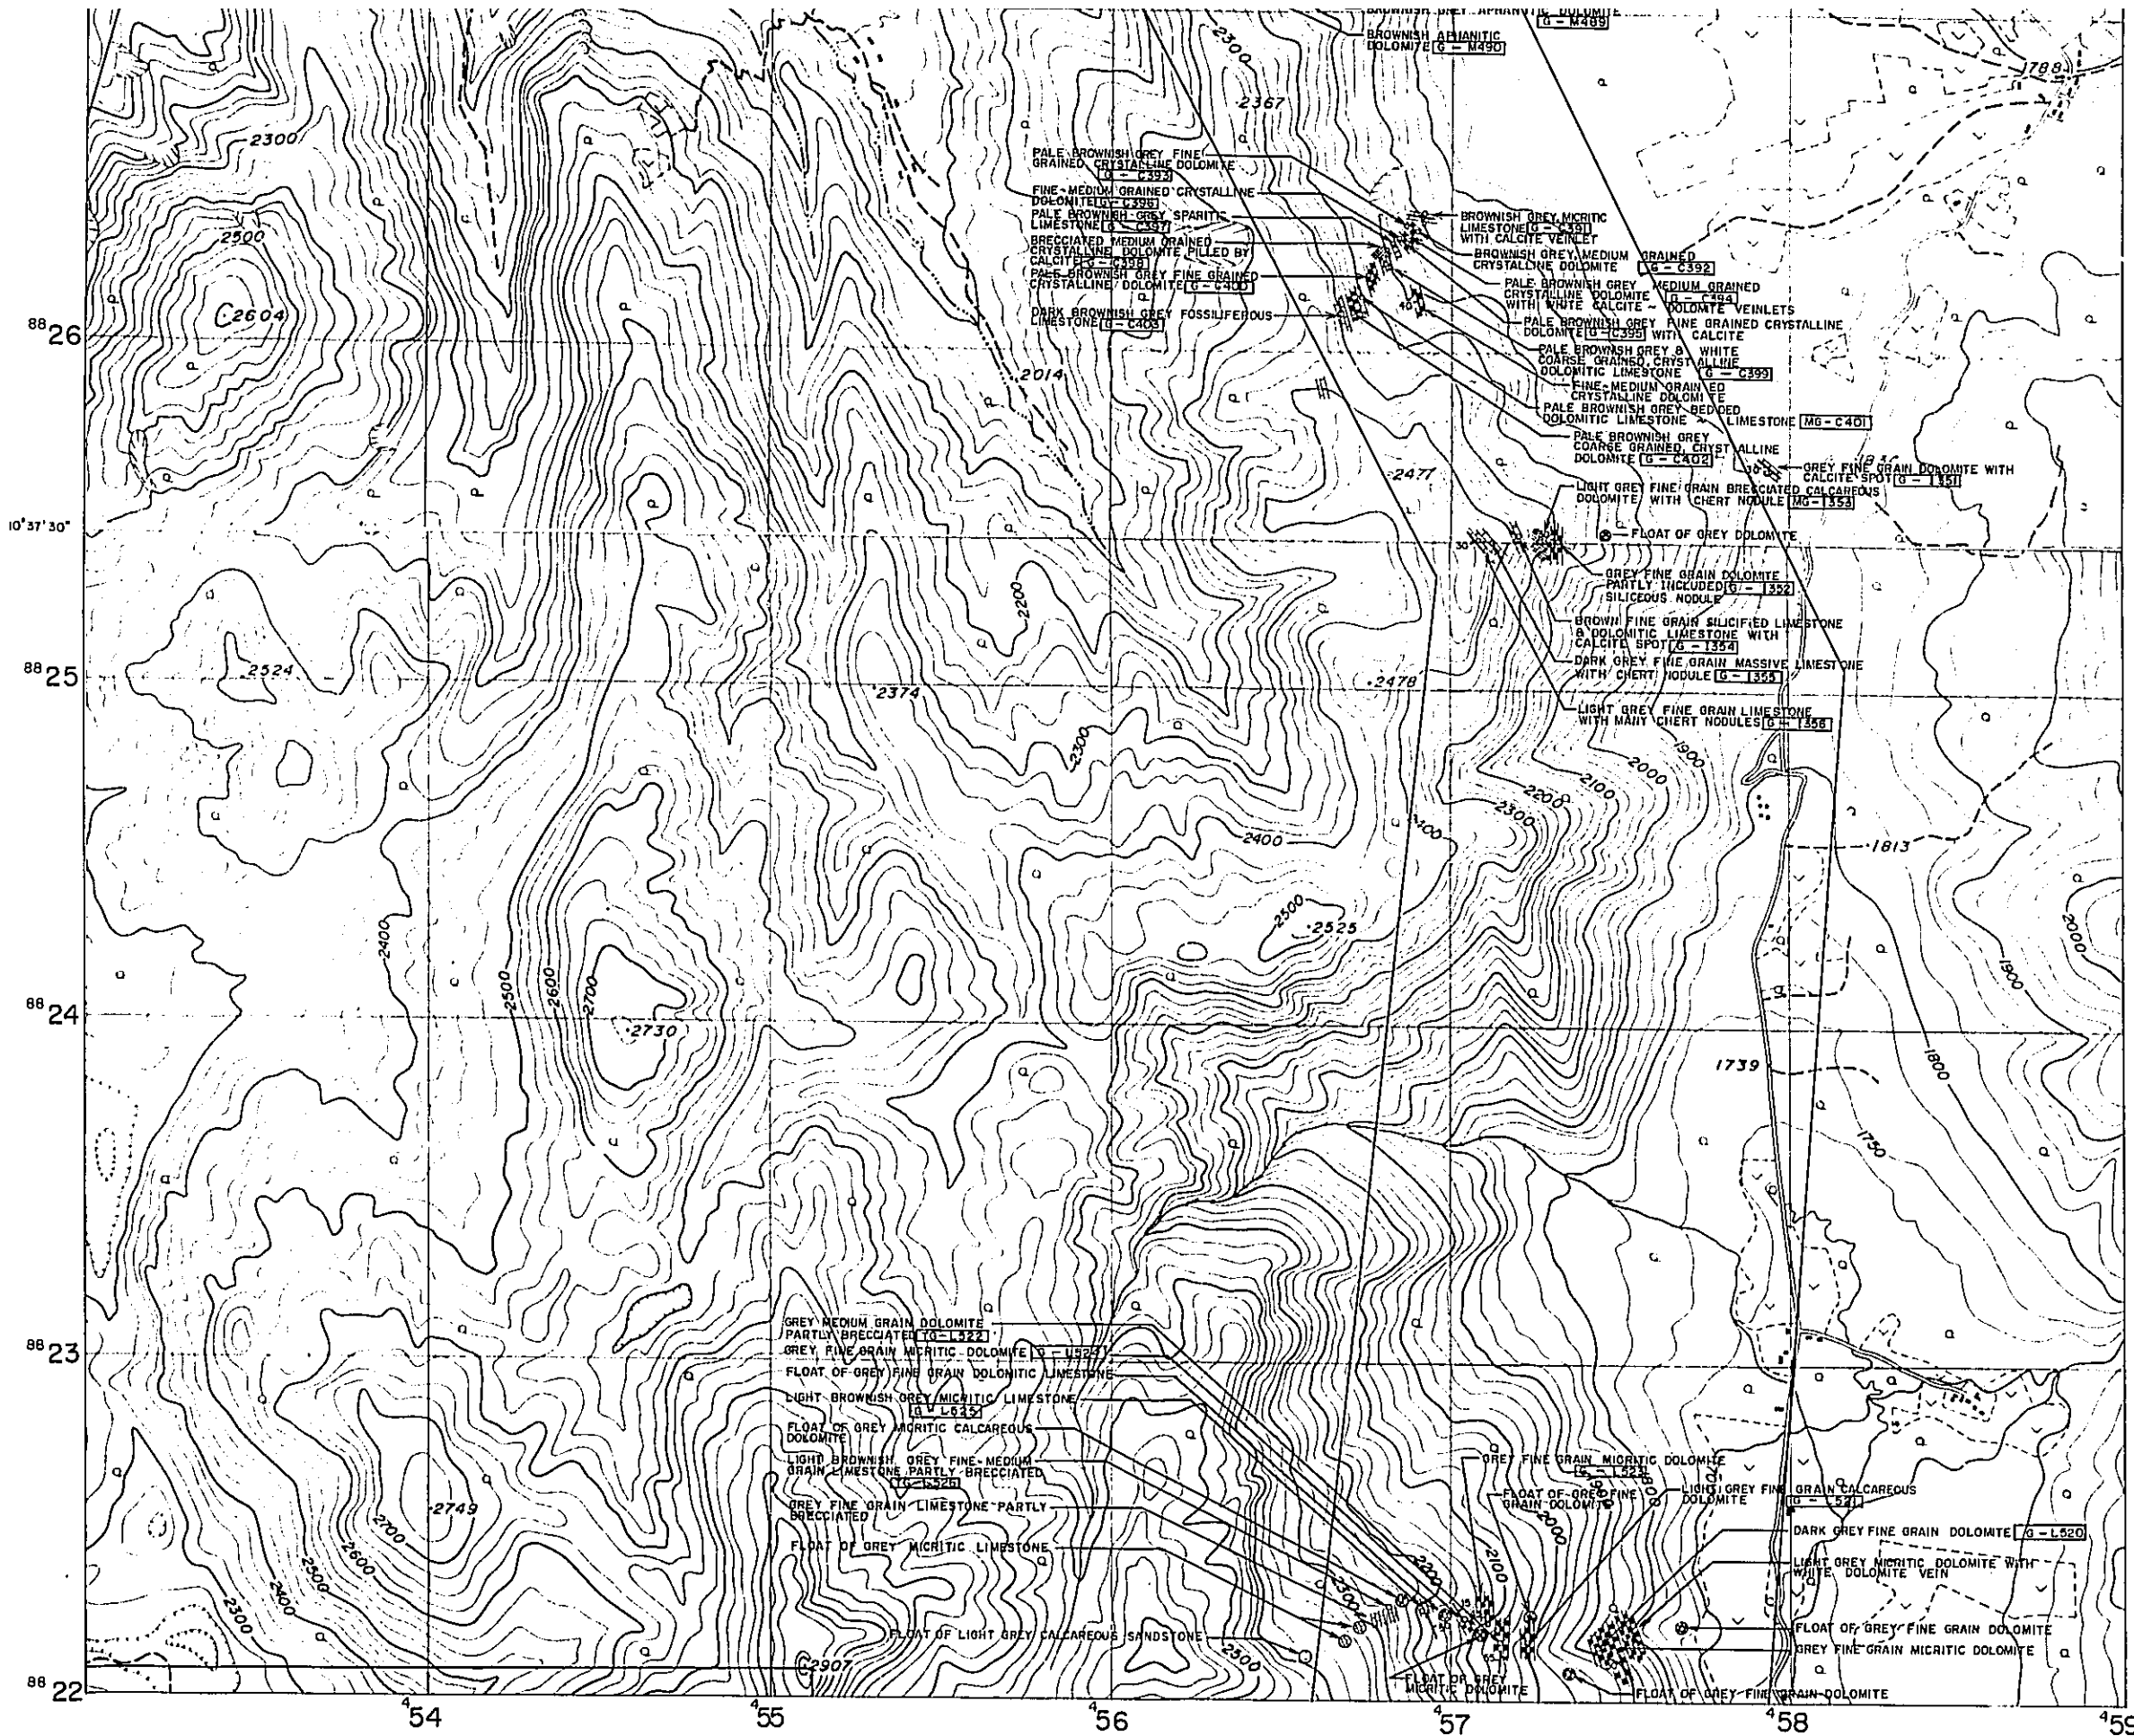 BROWNISH GREY APHANITIC DOLOMITE
G - M489
BROWNISH APHANITIC
DOLOMITE G - M490
2300
1788
2367
2300
PALE BROWNISH GREY FINE
GRAINED CRYSTALLINE DOLOMITE
G - C393
FINE-MEDIUM GRAINED CRYSTALLINE
DOLOMITE G - C396
PALE BROWNISH GREY SPARITIC
LIMESTONE G - C397
BRECCIATED MEDIUM GRAINED
CRYSTALLINE DOLOMITE FILLED BY
CALCITE G - C398
PALE BROWNISH GREY FINE GRAINED
CRYSTALLINE DOLOMITE G - C400
DARK BROWNISH GREY FOSSILIFEROUS
LIMESTONE G - C403
BROWNISH GREY MICRITIC
LIMESTONE G - C391
WITH CALCITE VEINLET
BROWNISH GREY, MEDIUM GRAINED
CRYSTALLINE DOLOMITE G - C392
PALE BROWNISH GREY MEDIUM GRAINED
CRYSTALLINE DOLOMITE G - C394
WITH WHITE CALCITE ~ DOLOMITE VEINLETS
PALE BROWNISH GREY FINE GRAINED CRYSTALLINE
DOLOMITE G - C395 WITH CALCITE
PALE BROWNISH GREY & WHITE
COARSE GRAINED, CRYSTALLINE
DOLOMITIC LIMESTONE G - C399
FINE-MEDIUM GRAINED
CRYSTALLINE DOLOMITE
PALE BROWNISH GREY BEDDED
DOLOMITIC LIMESTONE ~ LIMESTONE MG - C401
PALE BROWNISH GREY
COARSE GRAINED, CRYSTALLINE
DOLOMITE G - C402
40
2500
2604
88 26
2014
2477
30
GREY FINE GRAIN DOLOMITE WITH
CALCITE SPOT G - I351
LIGHT GREY FINE GRAIN BRECCIATED CALCAREOUS
DOLOMITE WITH CHERT NODULE MG - I353
10°37'30"
30
FLOAT OF GREY DOLOMITE
GREY FINE GRAIN DOLOMITE
PARTLY INCLUDED G - I352
SILICEOUS NODULE
BROWN FINE GRAIN SILICIFIED LIMESTONE
& DOLOMITIC LIMESTONE WITH
CALCITE SPOT G - I354
DARK GREY FINE GRAIN MASSIVE LIMESTONE
WITH CHERT NODULE G - I355
LIGHT GREY FINE GRAIN LIMESTONE
WITH MANY CHERT NODULES G - I356
2200
88 25
2524
2374
2478
2300
1900
2000
2100
2200
2300
2400
2400
1813
2400
2500
2525
2000
1900
2500
2600
2700
88 24
2730
1739
1800
1750
88 23
GREY MEDIUM GRAIN DOLOMITE
PARTLY BRECCIATED TG - L522
GREY FINE GRAIN MICRITIC DOLOMITE
FLOAT OF GREY FINE GRAIN DOLOMITIC LIMESTONE
LIGHT BROWNISH GREY MICRITIC LIMESTONE
G - L525
FLOAT OF GREY MICRITIC CALCAREOUS
DOLOMITE
LIGHT BROWNISH GREY FINE-MEDIUM
GRAIN LIMESTONE PARTLY BRECCIATED
TG - L526
GREY FINE GRAIN LIMESTONE PARTLY
BRECCIATED
FLOAT OF GREY MICRITIC LIMESTONE
FLOAT OF LIGHT GREY CALCAREOUS SANDSTONE
GREY FINE GRAIN MICRITIC DOLOMITE
FLOAT OF GREY FINE
GRAIN DOLOMITE
LIGHT GREY FINE GRAIN CALCAREOUS
DOLOMITE G - L521
DARK GREY FINE GRAIN DOLOMITE G - L520
LIGHT GREY MICRITIC DOLOMITE WITH
WHITE DOLOMITE VEIN
FLOAT OF GREY FINE GRAIN DOLOMITE
GREY FINE GRAIN MICRITIC DOLOMITE
FLOAT OF GREY
MICRITIC DOLOMITE
FLOAT OF GREY FINE GRAIN DOLOMITE
2749
2700
2600
2500
2400
2300
2907
2500
2300
2200
2100
2000
1900
1800
88 22
4 54
4 55
4 56
4 57
4 58
4 59